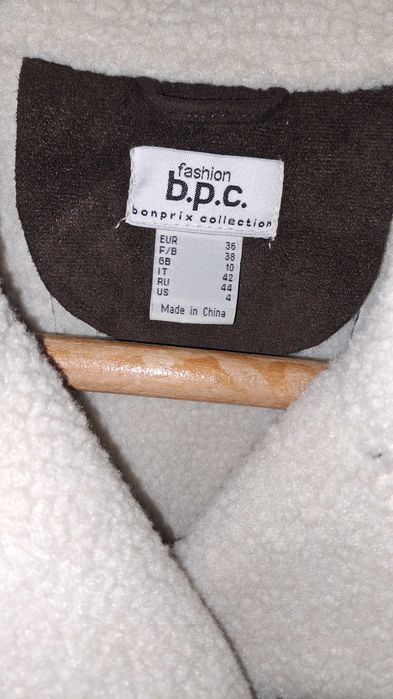 fashion
b.p.c.
bonprix collection
EUR 36
F/B 38
GB 10
IT 42
RU 44
US 4
Made in China